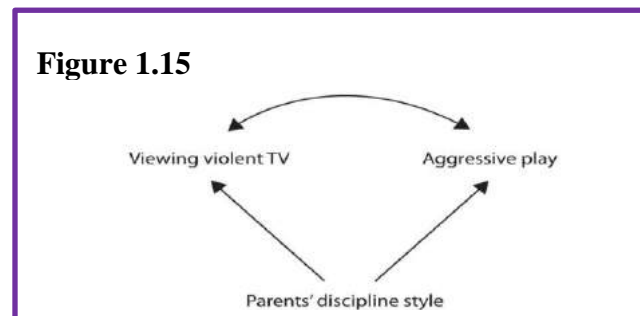 Figure 1.15
Viewing violent TV
Aggressive play
Parents' discipline style